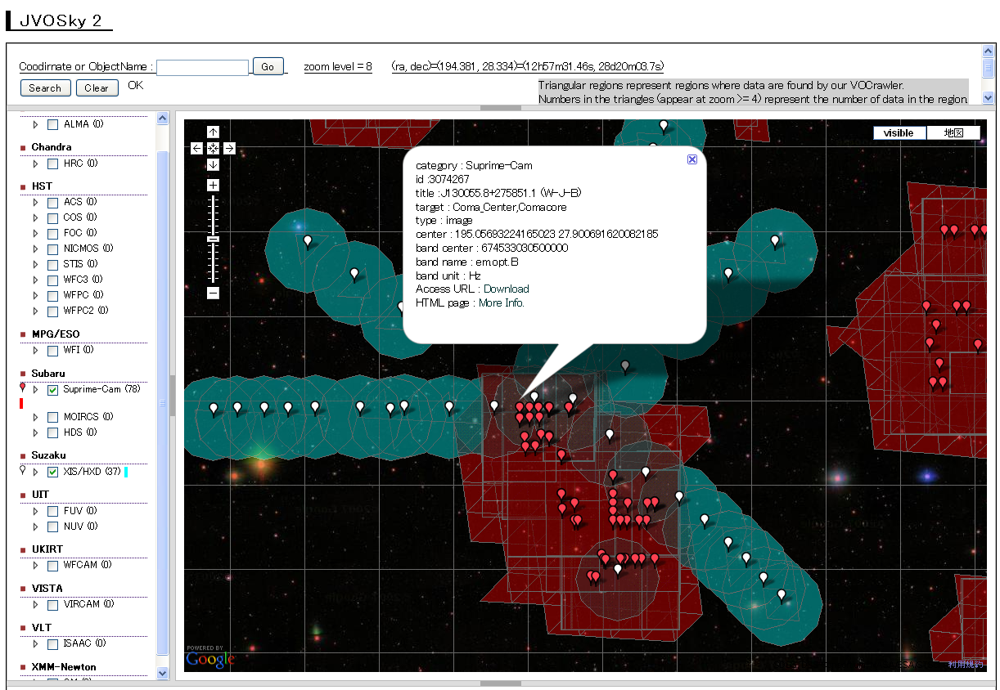 JVOSky 2
Coodirnate or ObjectName : Go zoom level = 8 (ra, dec)=(194.381, 28.334)=(12h57m31.46s, 28d20m03.7s)
Search Clear OK
Triangular regions represent regions where data are found by our VOCrawler.
Numbers in the triangles (appear at zoom >= 4) represent the number of data in the region.
ALMA (0)
Chandra
HRC (0)
HST
ACS (0)
COS (0)
FOC (0)
NICMOS (0)
STIS (0)
WFC3 (0)
WFPC (0)
WFPC2 (0)
MPG/ESO
WFI (0)
Subaru
Suprime-Cam (78)
MOIRCS (0)
HDS (0)
Suzaku
XIS/HXD (37)
UIT
FUV (0)
NUV (0)
UKIRT
WFCAM (0)
VISTA
VIRCAM (0)
VLT
ISAAC (0)
XMM-Newton
visible 地図
category : Suprime-Cam
id :3074267
title :J130055.8+275851.1 (W-J-B)
target : Coma_Center,Comacore
type : image
center : 195.05693224165023 27.900691620082185
band center : 674533030500000
band name : em.opt.B
band unit : Hz
Access URL : Download
HTML page : More Info.
POWERED BY
Google
利用規約